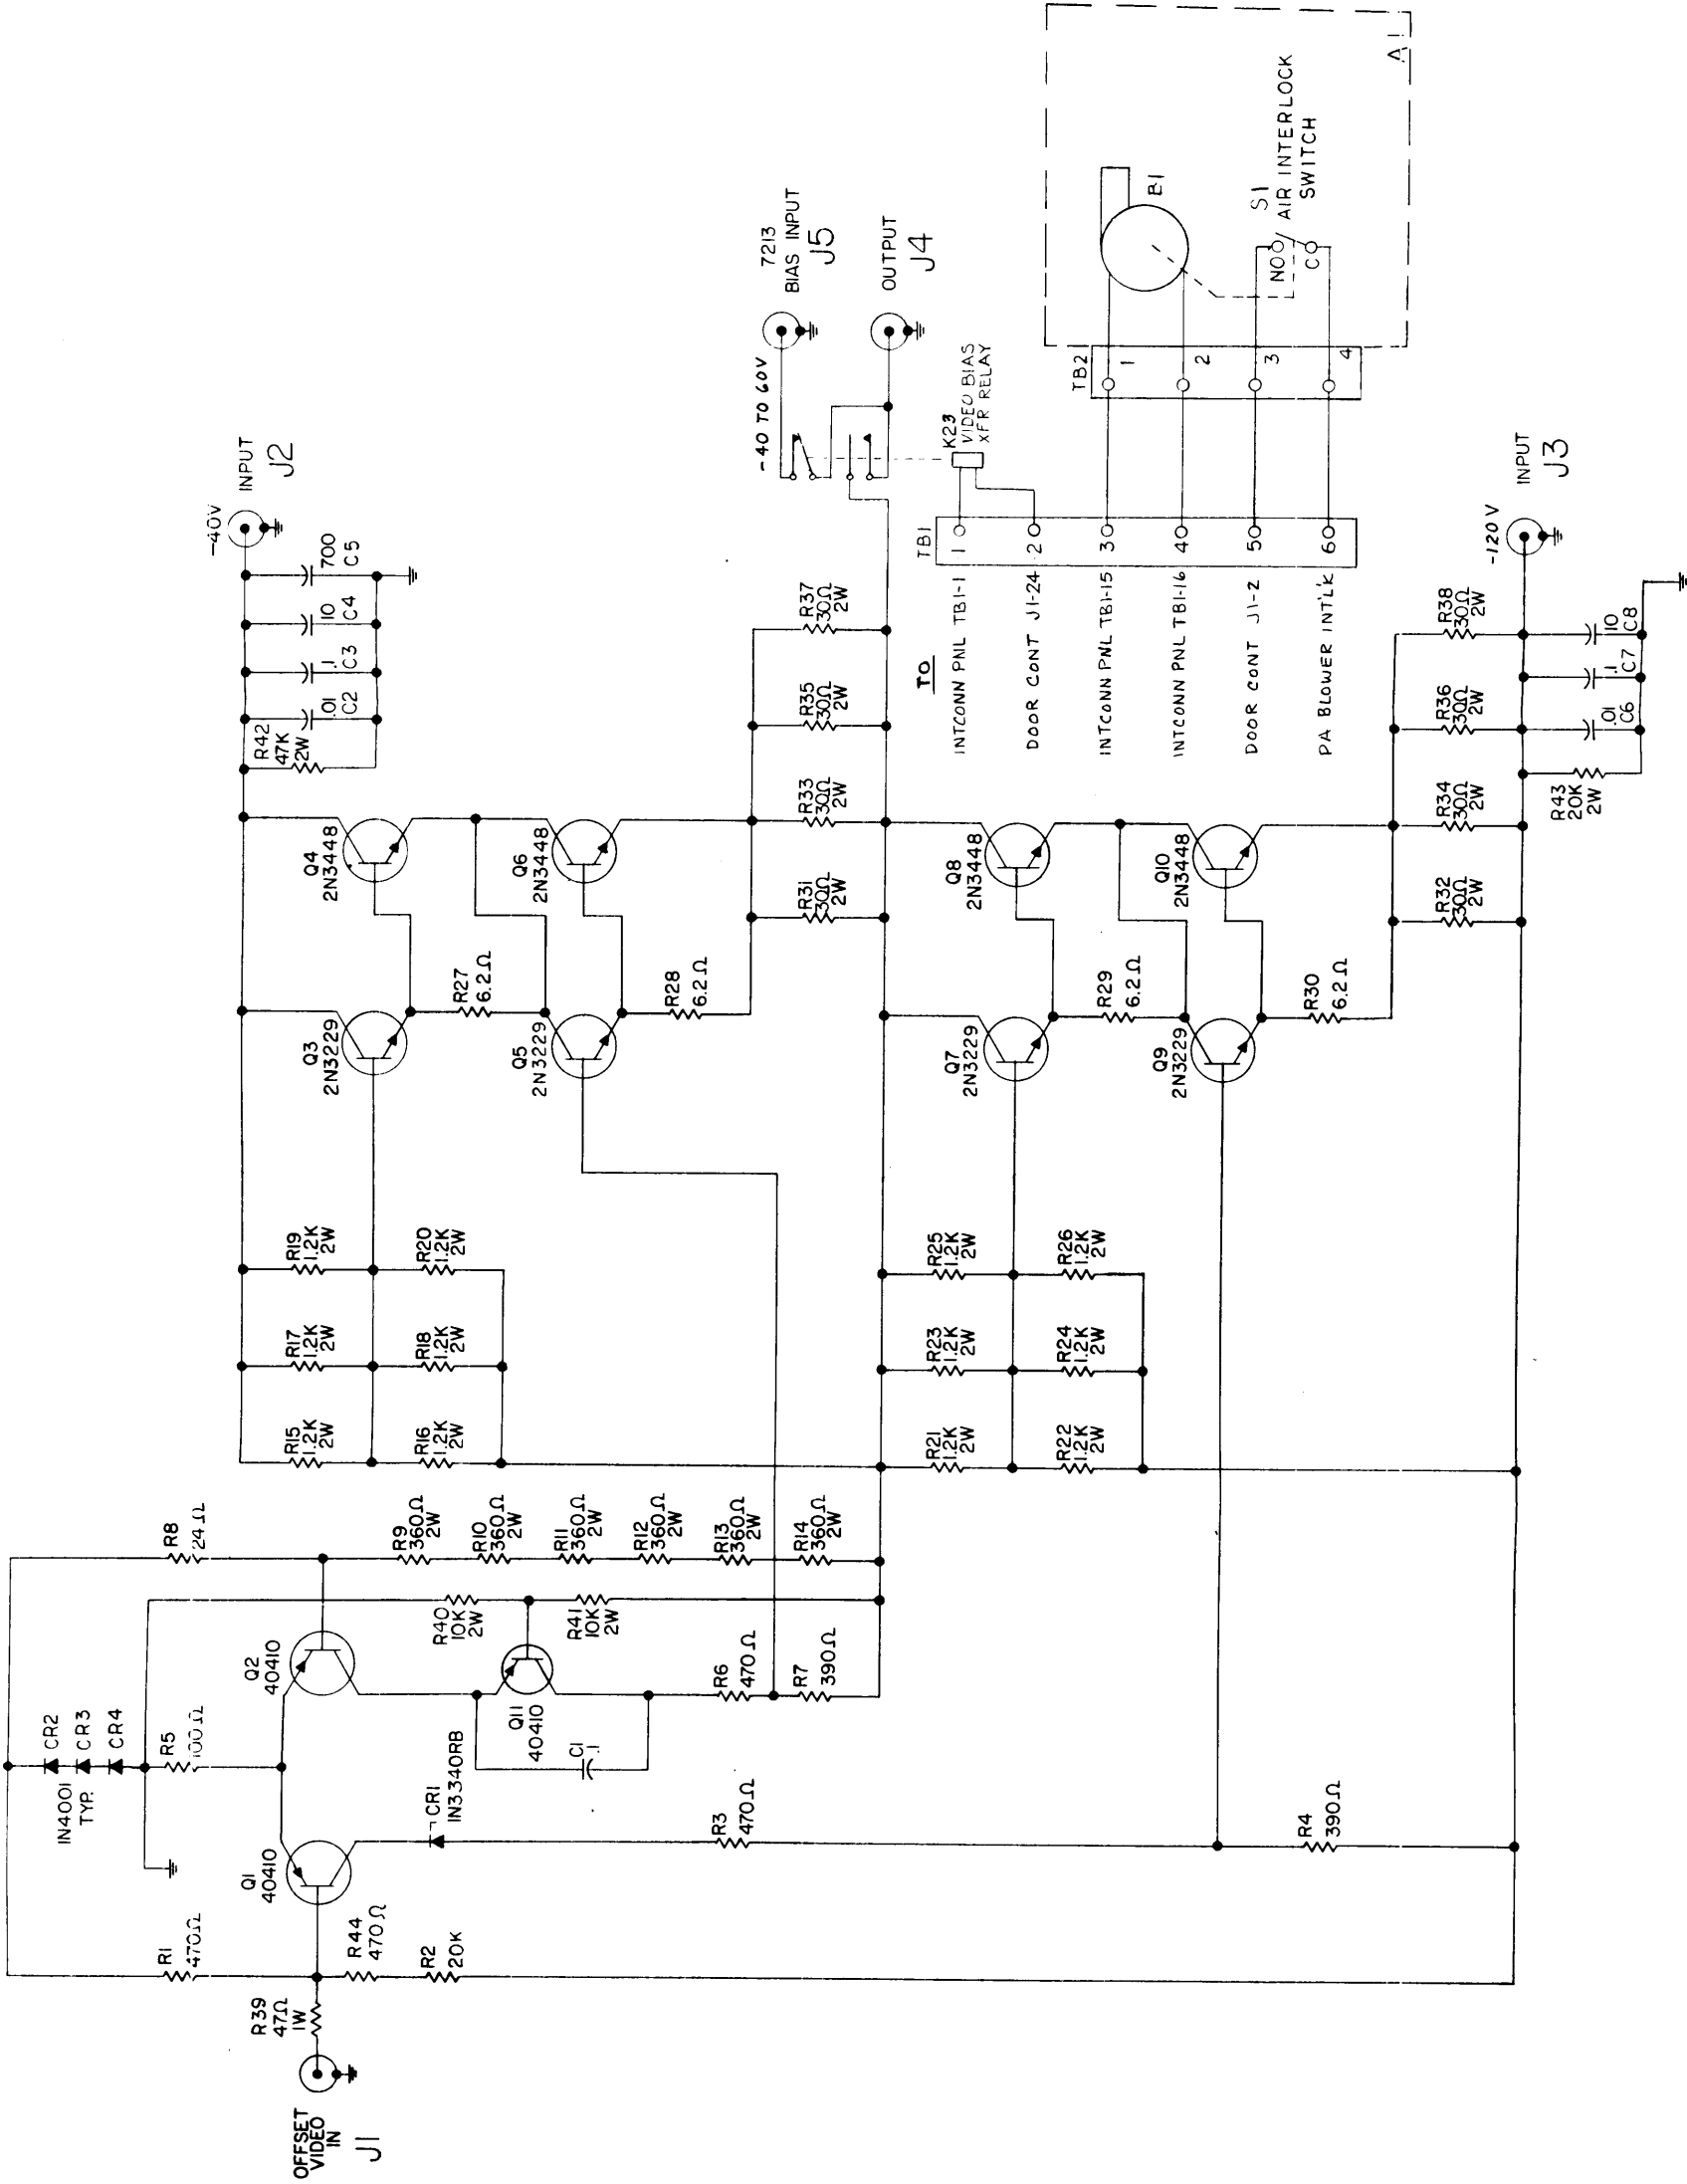 OFFSET
VIDEO
IN
J1
R39
47Ω
1W
R1
470Ω
R44
470Ω
R2
20K
Q1
40410
IN4001
TYP.
CR2
CR3
CR4
R5
100Ω
CR1
IN3340RB
R3
470Ω
R4
390Ω
Q2
40410
C1
.1
Q11
40410
R40
10K
2W
R41
10K
2W
R6
470Ω
R7
390Ω
R8
24Ω
R9
360Ω
2W
R10
360Ω
2W
R11
360Ω
2W
R12
360Ω
2W
R13
360Ω
2W
R14
360Ω
2W
R15
1.2K
2W
R16
1.2K
2W
R17
1.2K
2W
R18
1.2K
2W
R19
1.2K
2W
R20
1.2K
2W
R21
1.2K
2W
R22
1.2K
2W
R23
1.2K
2W
R24
1.2K
2W
R25
1.2K
2W
R26
1.2K
2W
Q3
2N3229
Q5
2N3229
Q7
2N3229
Q9
2N3229
R27
6.2Ω
R28
6.2Ω
R29
6.2Ω
R30
6.2Ω
Q4
2N3448
Q6
2N3448
Q8
2N3448
Q10
2N3448
R31
30Ω
2W
R33
30Ω
2W
R35
30Ω
2W
R37
30Ω
2W
R32
30Ω
2W
R34
30Ω
2W
R36
30Ω
2W
R38
30Ω
2W
R42
47K
2W
.01
C2
.1
C3
10
C4
700
C5
-40V
INPUT
J2
R43
20K
2W
.01
C6
.1
C7
10
C8
-120V
INPUT
J3
-40 TO 60V
7213
BIAS INPUT
J5
OUTPUT
J4
K23
VIDEO BIAS
XFR RELAY
TO
TB1
INTCONN PNL TB1-1 1
DOOR CONT J1-24 2
INTCONN PNL TB1-15 3
INTCONN PNL TB1-16 4
DOOR CONT J1-2 5
PA BLOWER INT'L'K 6
TB2
1
2
3
4
B1
S1
AIR INTERLOCK
SWITCH
NO
C
A1